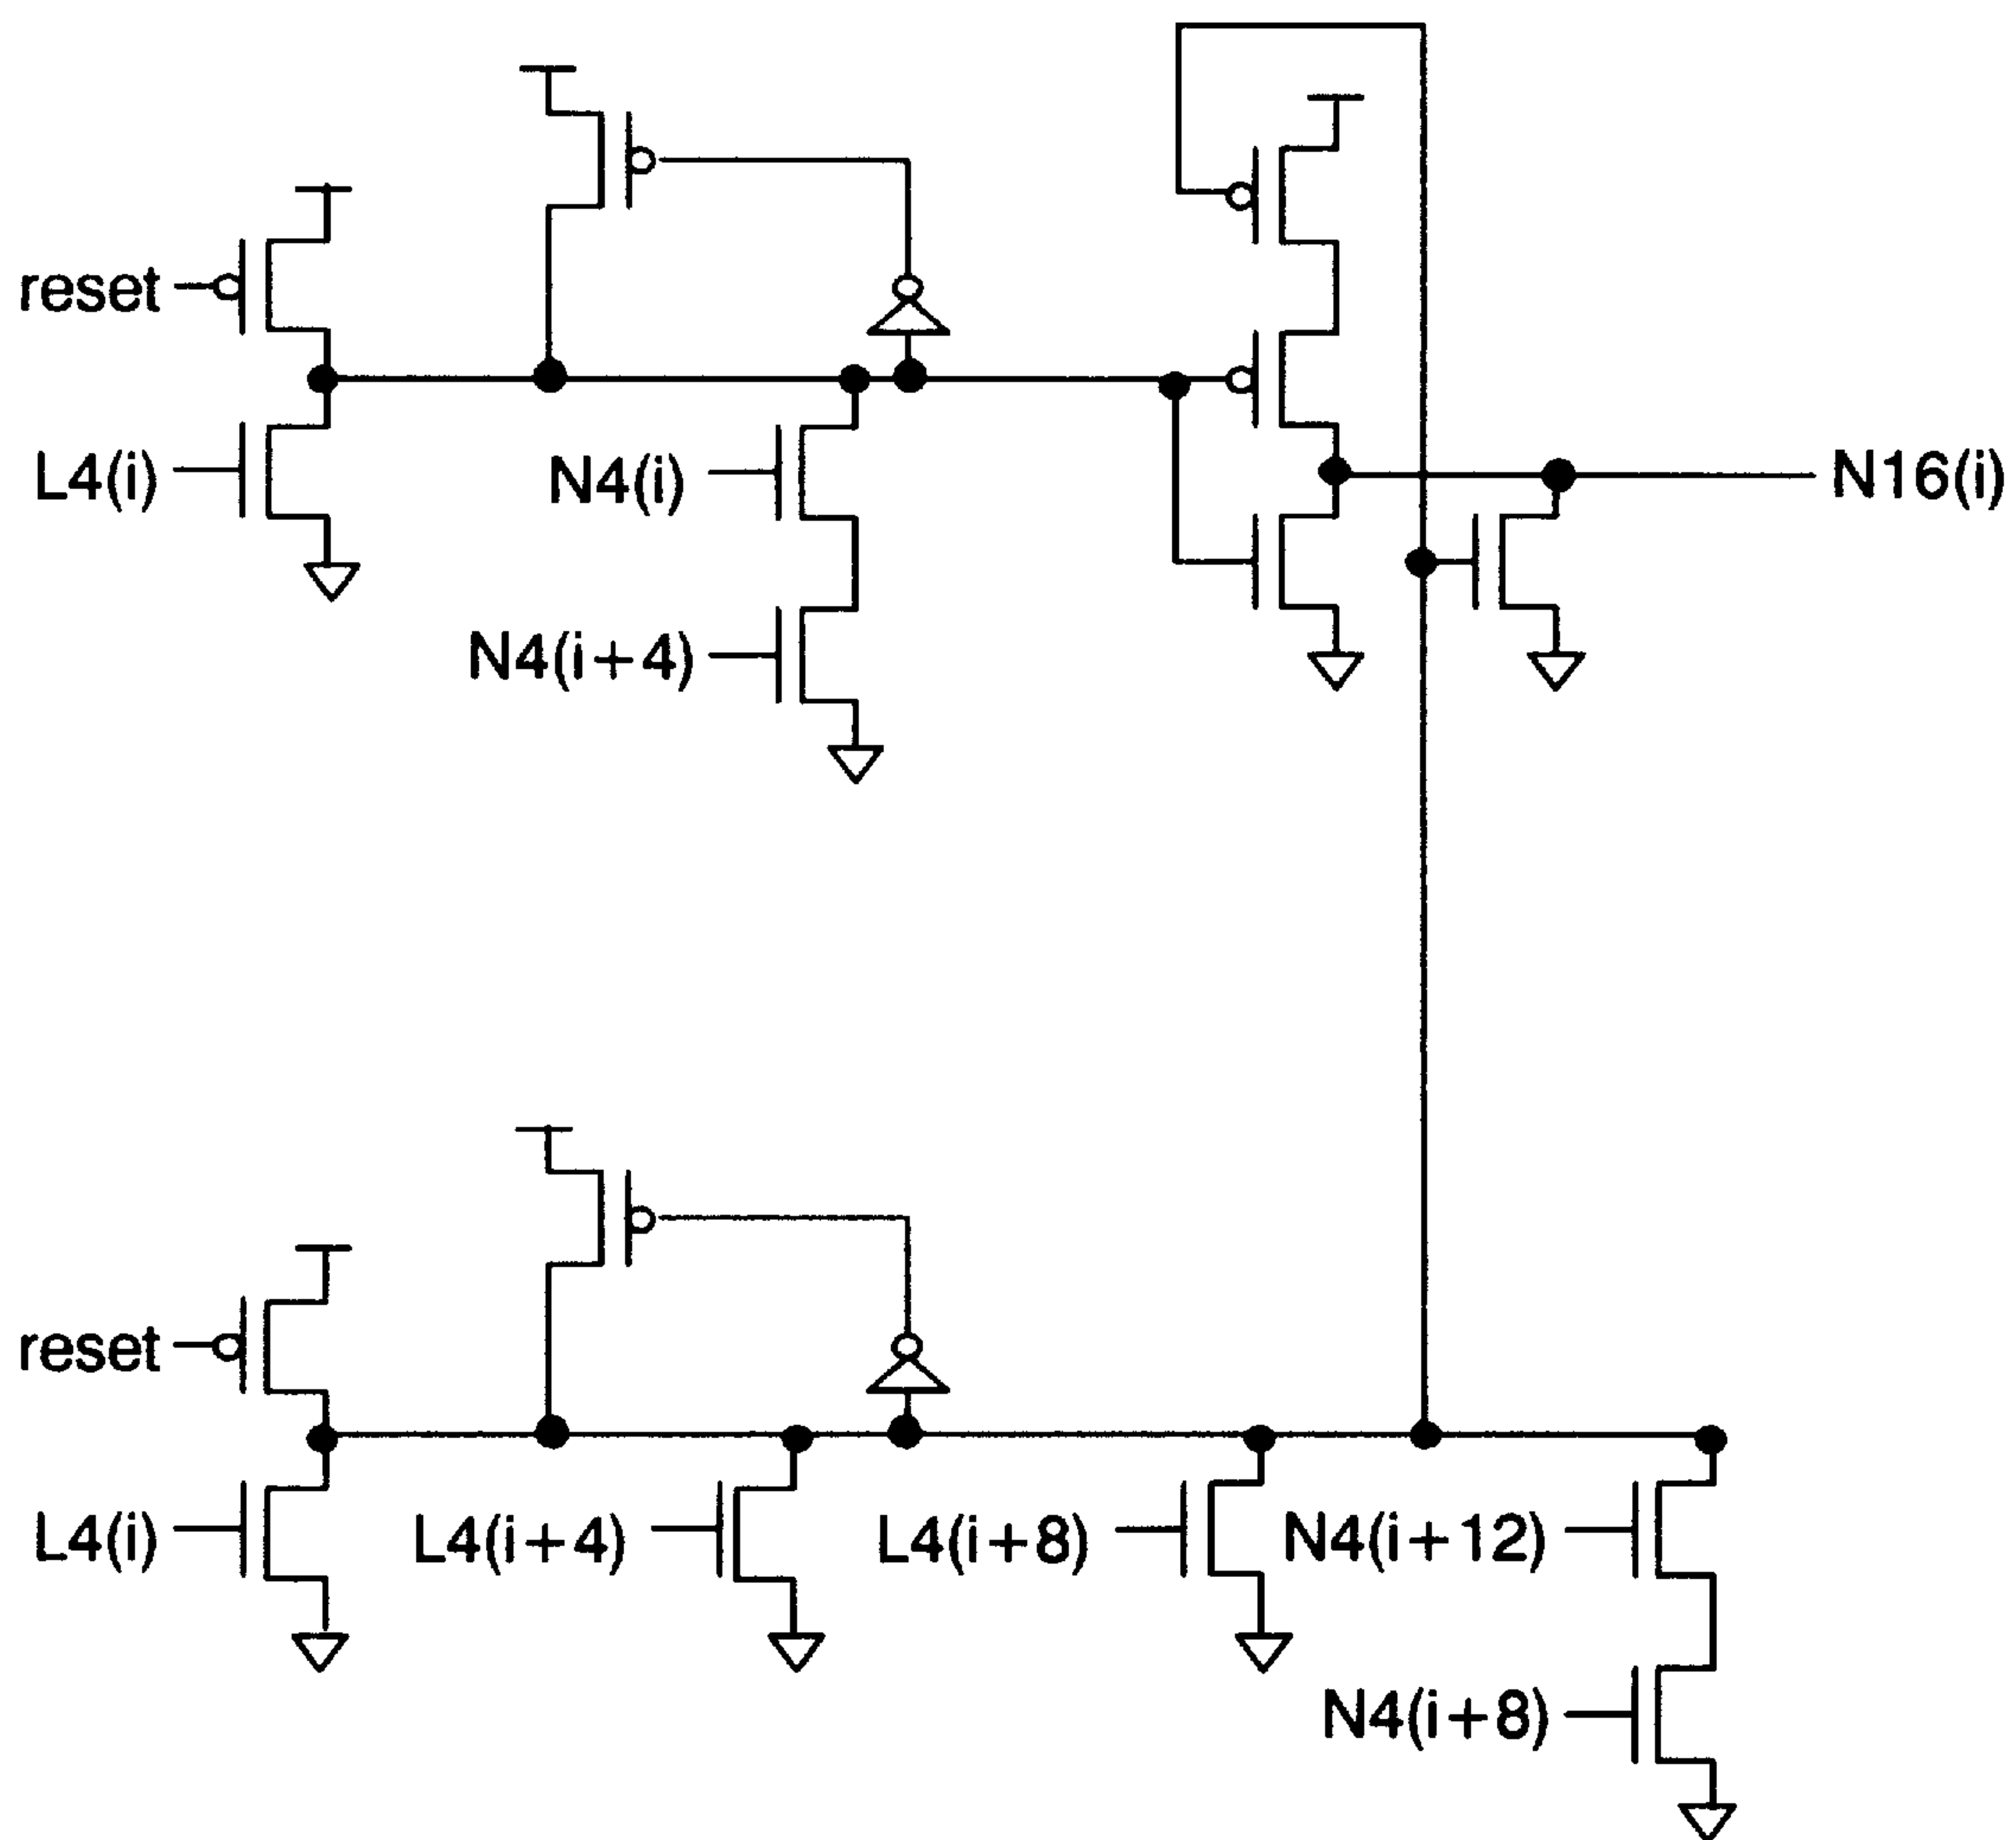 reset
L4(i)
N4(i)
N16(i)
N4(i+4)
reset
L4(i)
L4(i+4)
L4(i+8)
N4(i+12)
N4(i+8)